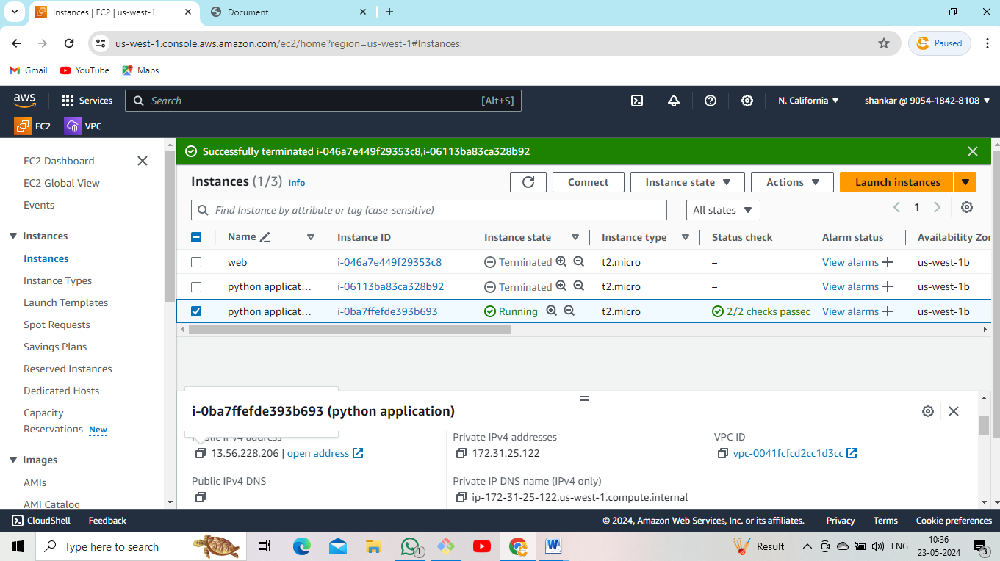 Instances | EC2 | us-west-1
Document
us-west-1.console.aws.amazon.com/ec2/home?region=us-west-1#Instances:
Paused
Gmail
YouTube
Maps
aws
Services
Search
[Alt+S]
N. California
shankar @ 9054-1842-8108
EC2
VPC
EC2 Dashboard
EC2 Global View
Events
Instances
Instances
Instance Types
Launch Templates
Spot Requests
Savings Plans
Reserved Instances
Dedicated Hosts
Capacity
Reservations New
Images
AMIs
AMI Catalog
Successfully terminated i-046a7e449f29353c8,i-06113ba83ca328b92
Instances (1/3) Info
Connect
Instance state
Actions
Launch instances
Find Instance by attribute or tag (case-sensitive)
All states
1
Name Instance ID Instance state Instance type Status check Alarm status Availability Zor
web i-046a7e449f29353c8 Terminated t2.micro – View alarms + us-west-1b
python applicat... i-06113ba83ca328b92 Terminated t2.micro – View alarms + us-west-1b
python applicat... i-0ba7ffefde393b693 Running t2.micro 2/2 checks passed View alarms + us-west-1b
i-0ba7ffefde393b693 (python application)
Public IPv4 address
13.56.228.206 | open address
Public IPv4 DNS
Private IPv4 addresses
172.31.25.122
Private IP DNS name (IPv4 only)
ip-172-31-25-122.us-west-1.compute.internal
VPC ID
vpc-0041fcfcd2cc1d3cc
CloudShell
Feedback
© 2024, Amazon Web Services, Inc. or its affiliates.
Privacy
Terms
Cookie preferences
Type here to search
1
Result
ENG
10:36
23-05-2024
3